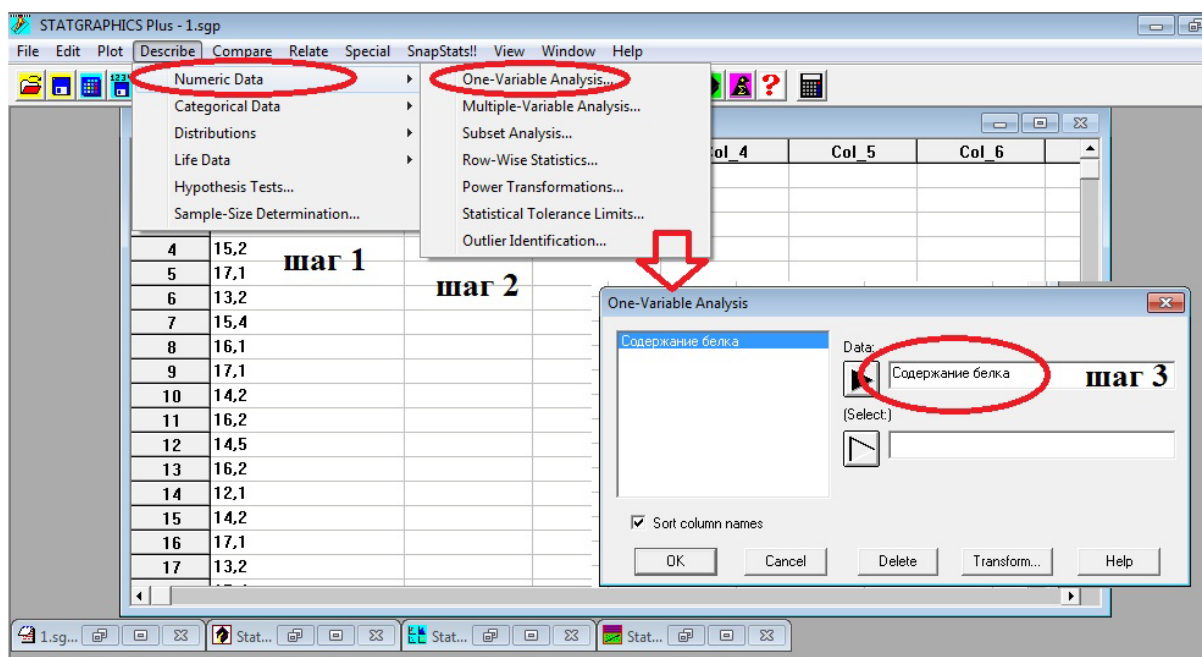 STATGRAPHICS Plus - 1.sgp
File Edit Plot Describe Compare Relate Special SnapStats!! View Window Help
Numeric Data
Categorical Data
Distributions
Life Data
Hypothesis Tests...
Sample-Size Determination...
One-Variable Analysis...
Multiple-Variable Analysis...
Subset Analysis...
Row-Wise Statistics...
Power Transformations...
Statistical Tolerance Limits...
Outlier Identification...
Col_5 Col_6
4 15,2
5 17,1
6 13,2
7 15,4
8 16,1
9 17,1
10 14,2
11 16,2
12 14,5
13 16,2
14 12,1
15 14,2
16 17,1
17 13,2
шаг 1
шаг 2
One-Variable Analysis
Содержание белка
Data:
Содержание белка
шаг 3
(Select:)
Sort column names
OK Cancel Delete Transform... Help
1.sg... Stat... Stat... Stat...